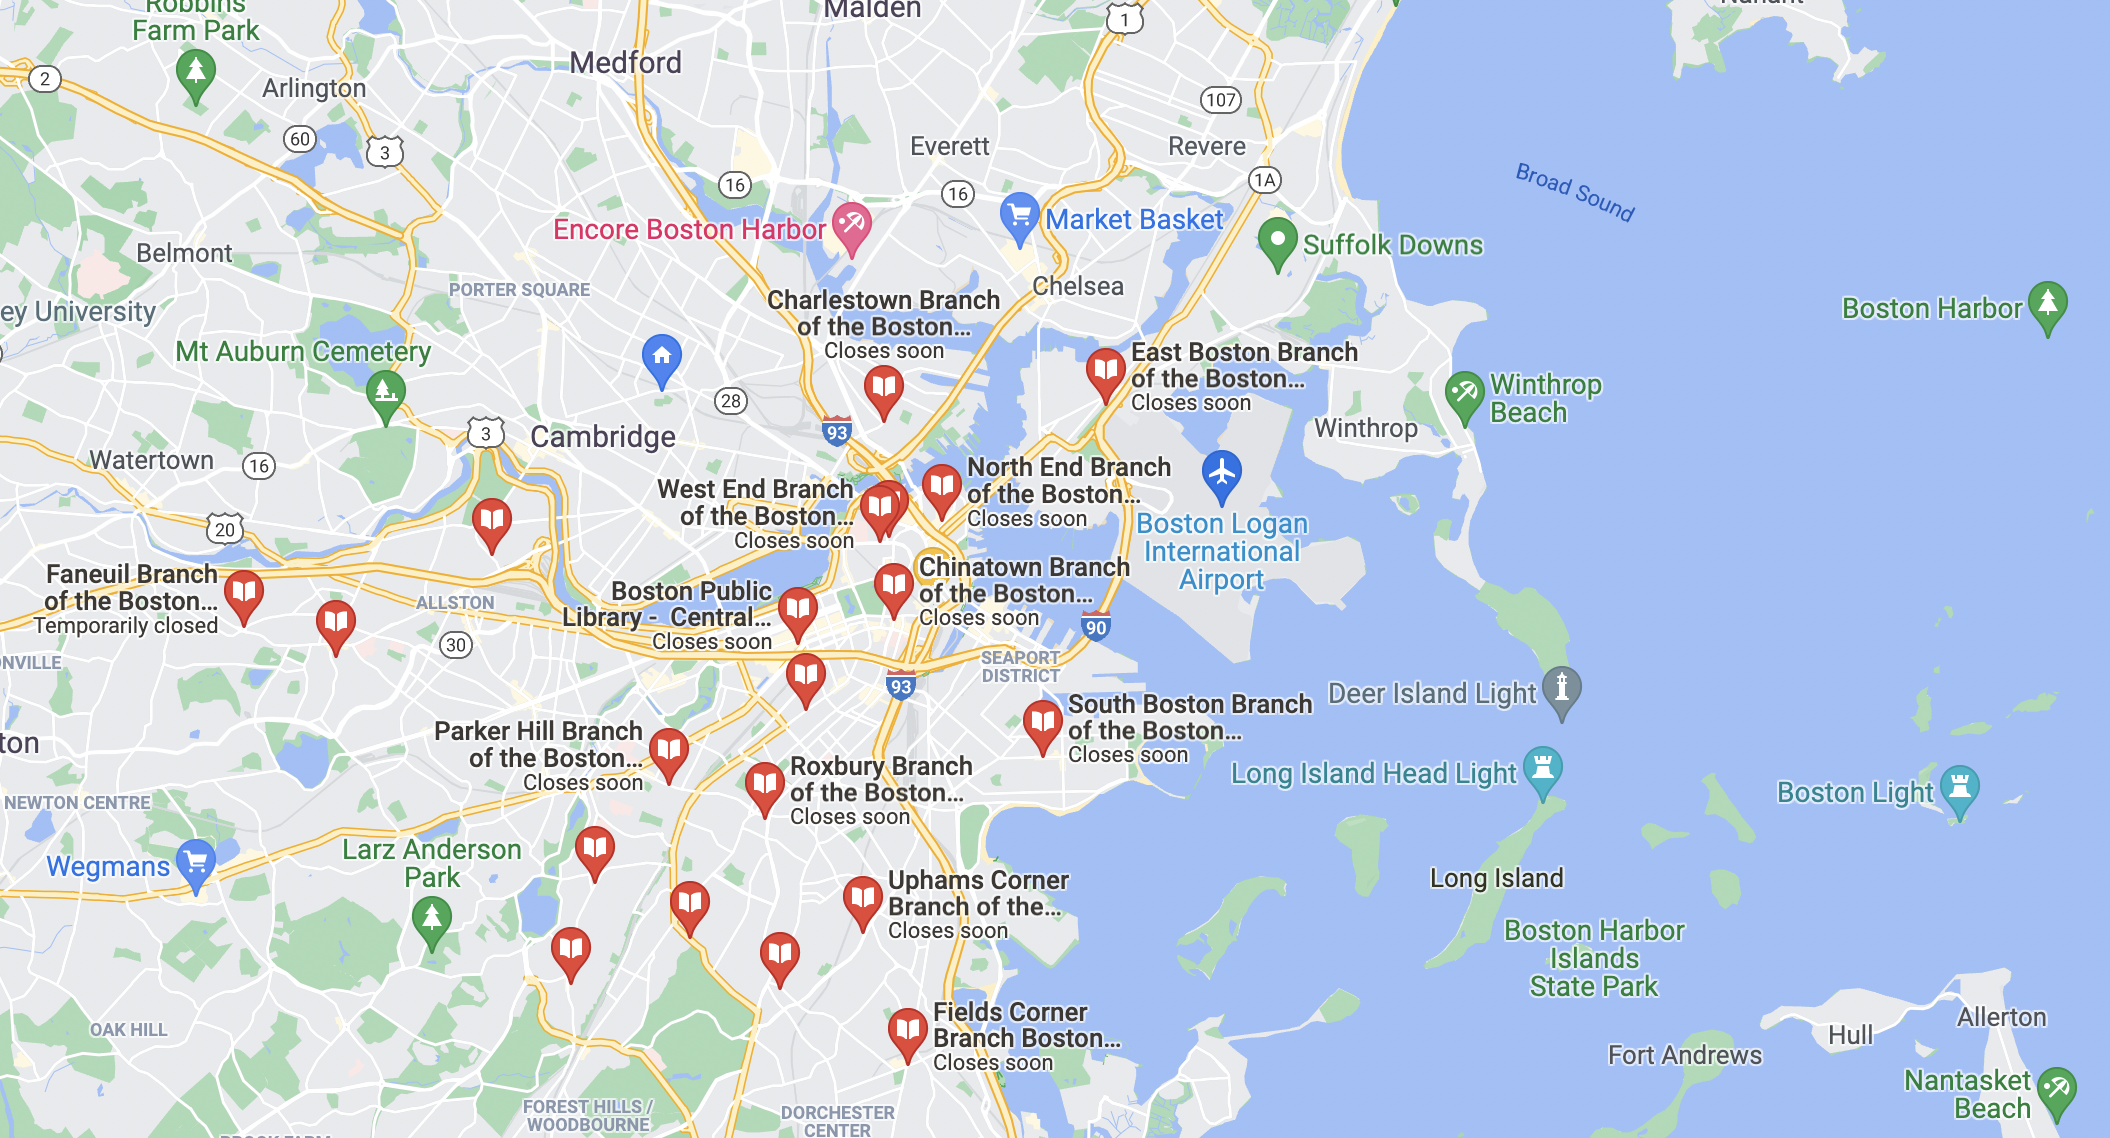 Robbins
Farm Park
Malden
1
Nahant
Medford
2
Arlington
107
60
3
Everett
Revere
16
16
1A
Broad Sound
Encore Boston Harbor
Market Basket
Suffolk Downs
Belmont
PORTER SQUARE
Chelsea
ey University
Charlestown Branch
of the Boston...
Closes soon
Boston Harbor
Mt Auburn Cemetery
East Boston Branch
of the Boston...
Closes soon
Winthrop
Beach
28
93
3
Cambridge
Winthrop
Watertown
16
North End Branch
of the Boston...
Closes soon
West End Branch
of the Boston...
Closes soon
20
Boston Logan
International
Airport
Faneuil Branch
of the Boston...
Temporarily closed
Chinatown Branch
of the Boston...
Closes soon
ALLSTON
Boston Public
Library - Central...
Closes soon
90
30
NVILLE
SEAPORT
DISTRICT
93
Deer Island Light
South Boston Branch
of the Boston...
Closes soon
Parker Hill Branch
of the Boston...
Closes soon
ton
Roxbury Branch
of the Boston...
Closes soon
Long Island Head Light
Boston Light
NEWTON CENTRE
Larz Anderson
Park
Wegmans
Uphams Corner
Branch of the...
Closes soon
Long Island
Boston Harbor
Islands
State Park
Fields Corner
Branch Boston...
Closes soon
OAK HILL
Hull
Allerton
Fort Andrews
Nantasket
Beach
FOREST HILLS /
WOODBOURNE
DORCHESTER
CENTER
BROOK FARM